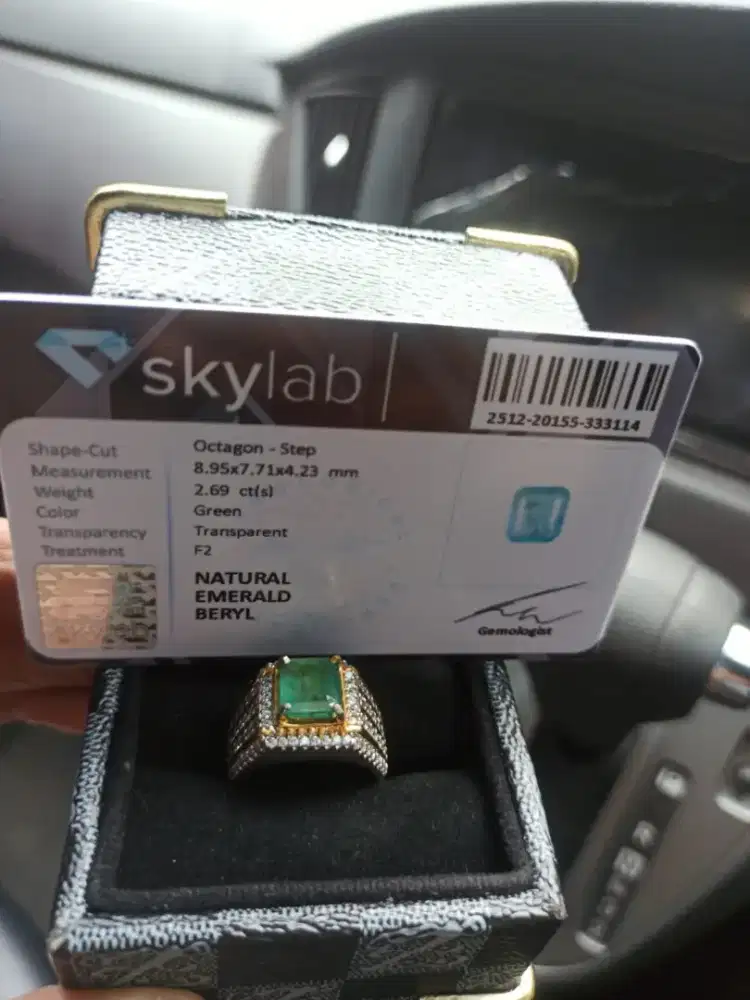 skylab
2512-20155-333114
Shape-Cut Octagon - Step
Measurement 8.95x7.71x4.23 mm
Weight 2.69 ct(s)
Color Green
Transparency Transparent
Treatment F2
NATURAL
EMERALD
BERYL
Gemologist